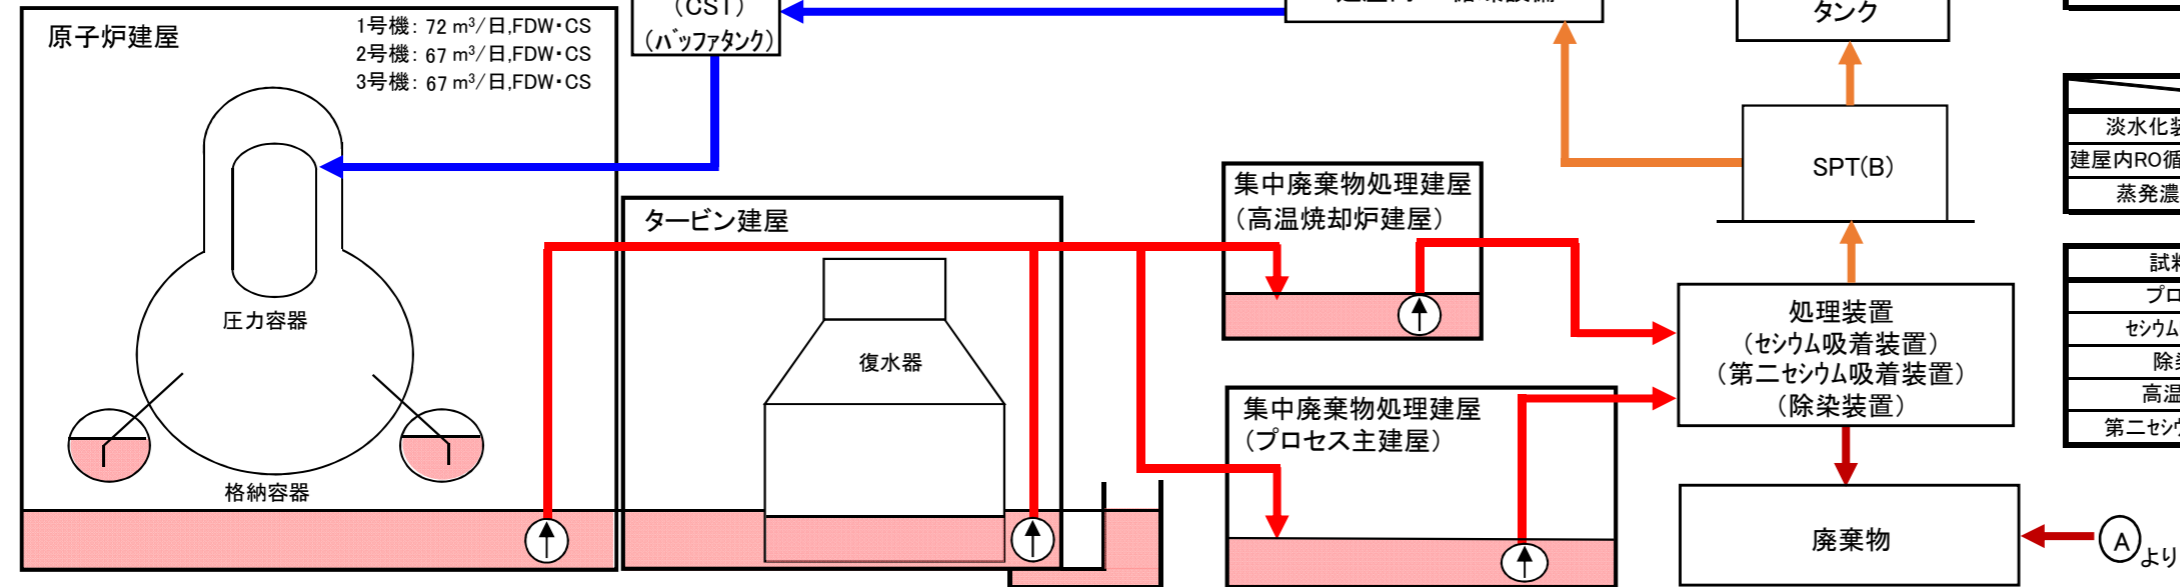 原子炉建屋
1号機: 72 m³/日,FDW・CS
2号機: 67 m³/日,FDW・CS
3号機: 67 m³/日,FDW・CS
(CST)
(バッファタンク)
タンク
圧力容器
格納容器
タービン建屋
復水器
集中廃棄物処理建屋
(高温焼却炉建屋)
集中廃棄物処理建屋
(プロセス主建屋)
SPT(B)
処理装置
(セシウム吸着装置)
(第二セシウム吸着装置)
(除染装置)
廃棄物
Aより
淡水化装
建屋内RO循
蒸発濃
試料
プロ
セシウム
除染
高温
第二セシウ